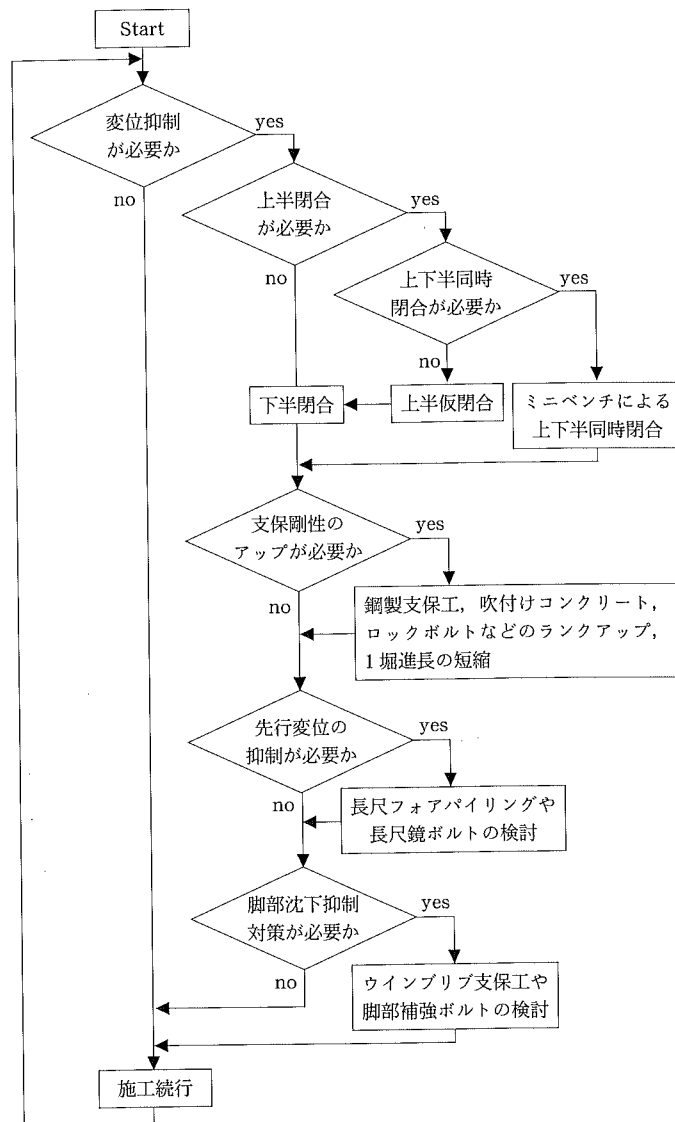 Start
変位抑制
が必要か
yes
no
上半閉合
が必要か
yes
no
上下半同時
閉合が必要か
yes
no
下半閉合
上半仮閉合
ミニベンチによる
上下半同時閉合
支保剛性の
アップが必要か
yes
no
鋼製支保工，吹付けコンクリート，
ロックボルトなどのランクアップ，
1掘進長の短縮
先行変位の
抑制が必要か
yes
no
長尺フォアパイリングや
長尺鏡ボルトの検討
脚部沈下抑制
対策が必要か
yes
no
ウインブリブ支保工や
脚部補強ボルトの検討
施工続行